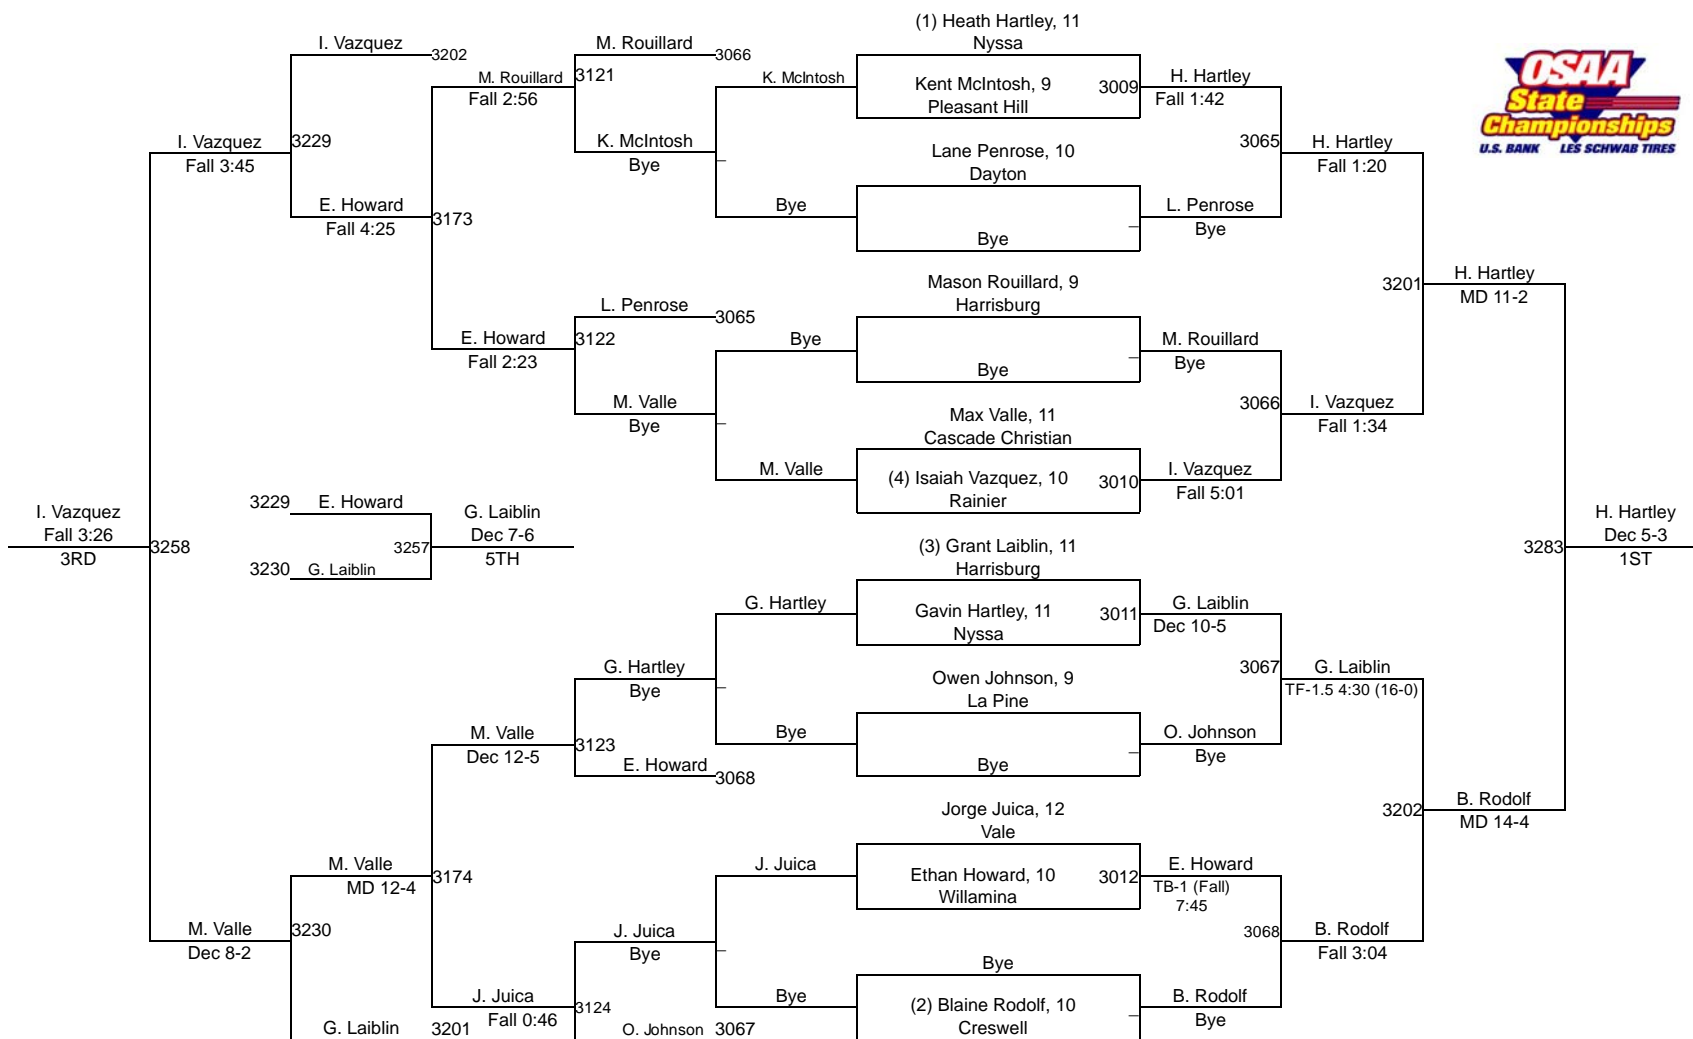 (1) Heath Hartley, 11
I. Vazquez
M. Rouillard
Nyssa
3202
3066
OSAA
State
Championships
U.S. BANK LES SCHWAB TIRES
M. Rouillard
3121
K. McIntosh
Kent McIntosh, 9
3009
H. Hartley
Fall 2:56
Pleasant Hill
Fall 1:42
I. Vazquez
3229
K. McIntosh
Lane Penrose, 10
3065
H. Hartley
Fall 3:45
Bye
Dayton
Fall 1:20
E. Howard
3173
Bye
L. Penrose
Fall 4:25
Bye
Bye
Mason Rouillard, 9
H. Hartley
L. Penrose
Harrisburg
3201
MD 11-2
3065
E. Howard
3122
Bye
M. Rouillard
Fall 2:23
Bye
Bye
M. Valle
Max Valle, 11
3066
I. Vazquez
Bye
Cascade Christian
Fall 1:34
M. Valle
(4) Isaiah Vazquez, 10
3010
I. Vazquez
Rainier
Fall 5:01
3229
E. Howard
I. Vazquez
G. Laiblin
H. Hartley
Fall 3:26
Dec 7-6
Dec 5-3
3RD
3258
3257
5TH
(3) Grant Laiblin, 11
3283
1ST
3230
G. Laiblin
Harrisburg
G. Hartley
Gavin Hartley, 11
3011
G. Laiblin
Nyssa
Dec 10-5
G. Hartley
Owen Johnson, 9
3067
G. Laiblin
Bye
La Pine
TF-1.5 4:30 (16-0)
M. Valle
3123
Bye
O. Johnson
Dec 12-5
Bye
Bye
E. Howard
3068
Jorge Juica, 12
3202
B. Rodolf
Vale
MD 14-4
M. Valle
3174
J. Juica
Ethan Howard, 10
3012
E. Howard
MD 12-4
Willamina
TB-1 (Fall)
7:45
M. Valle
3230
J. Juica
3068
B. Rodolf
Dec 8-2
Bye
Bye
Fall 3:04
J. Juica
3124
Bye
(2) Blaine Rodolf, 10
B. Rodolf
Fall 0:46
Creswell
Bye
G. Laiblin
3201
O. Johnson
3067